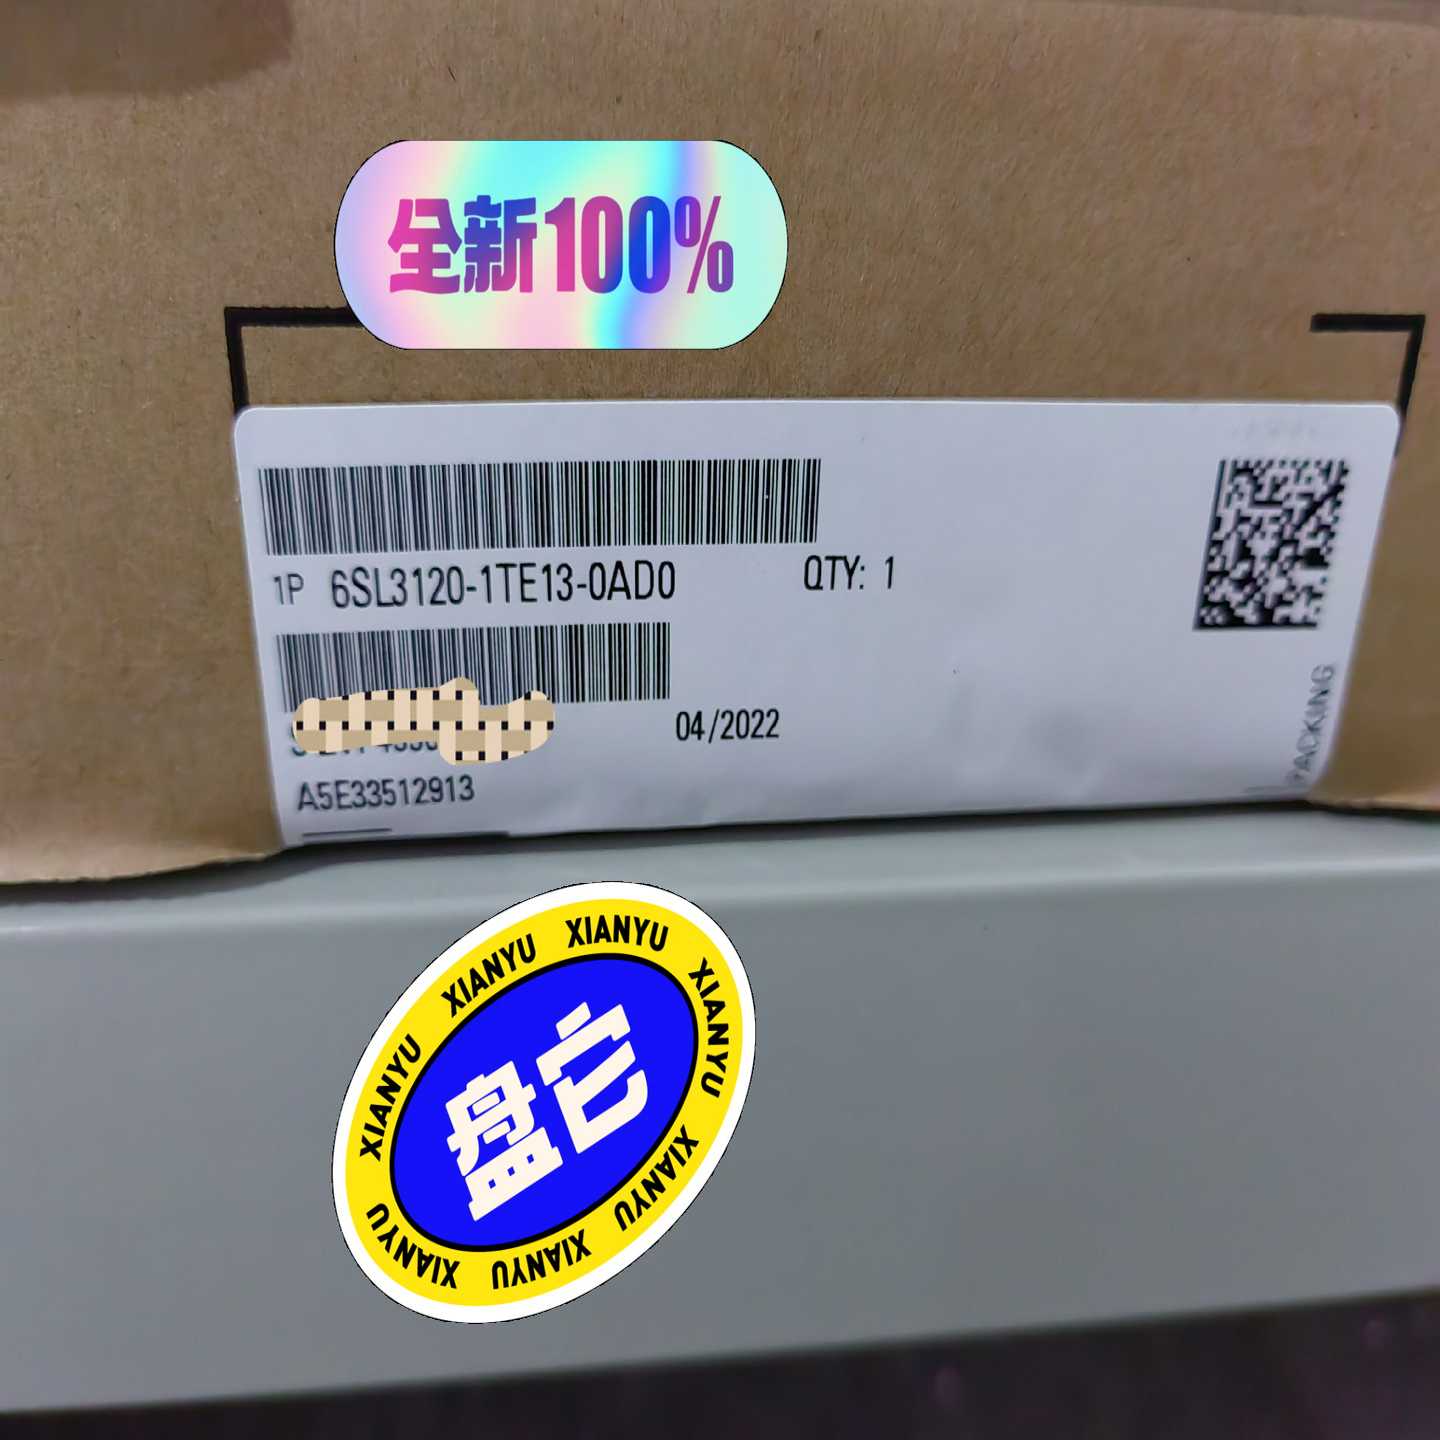 全新100%
1P 6SL3120-1TE13-0AD0 QTY: 1
04/2022
A5E33512913
PACKING
XIANYU XIANYU XIANYU XIANYU XIANYU XIANYU XIANYU XIANYU
盘它